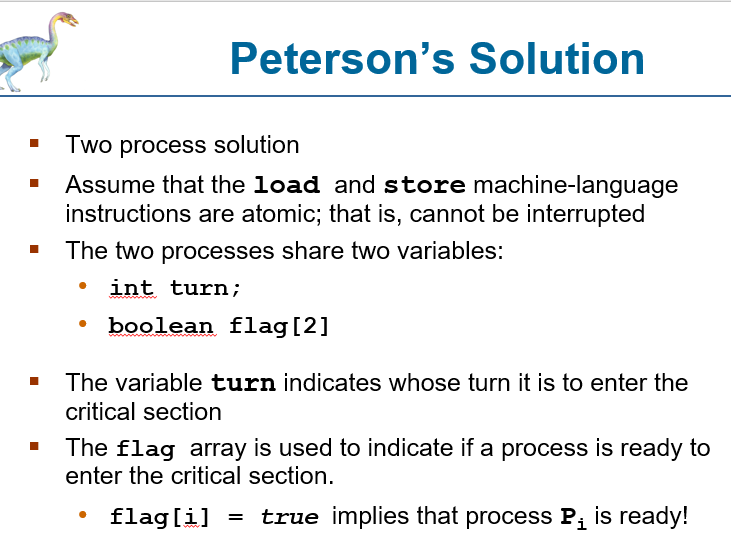 Peterson’s Solution
▪ Two process solution
▪ Assume that the load and store machine-language
instructions are atomic; that is, cannot be interrupted
▪ The two processes share two variables:
• int turn;
• boolean flag[2]
▪ The variable turn indicates whose turn it is to enter the
critical section
▪ The flag array is used to indicate if a process is ready to
enter the critical section.
• flag[i] = true implies that process Pi is ready!